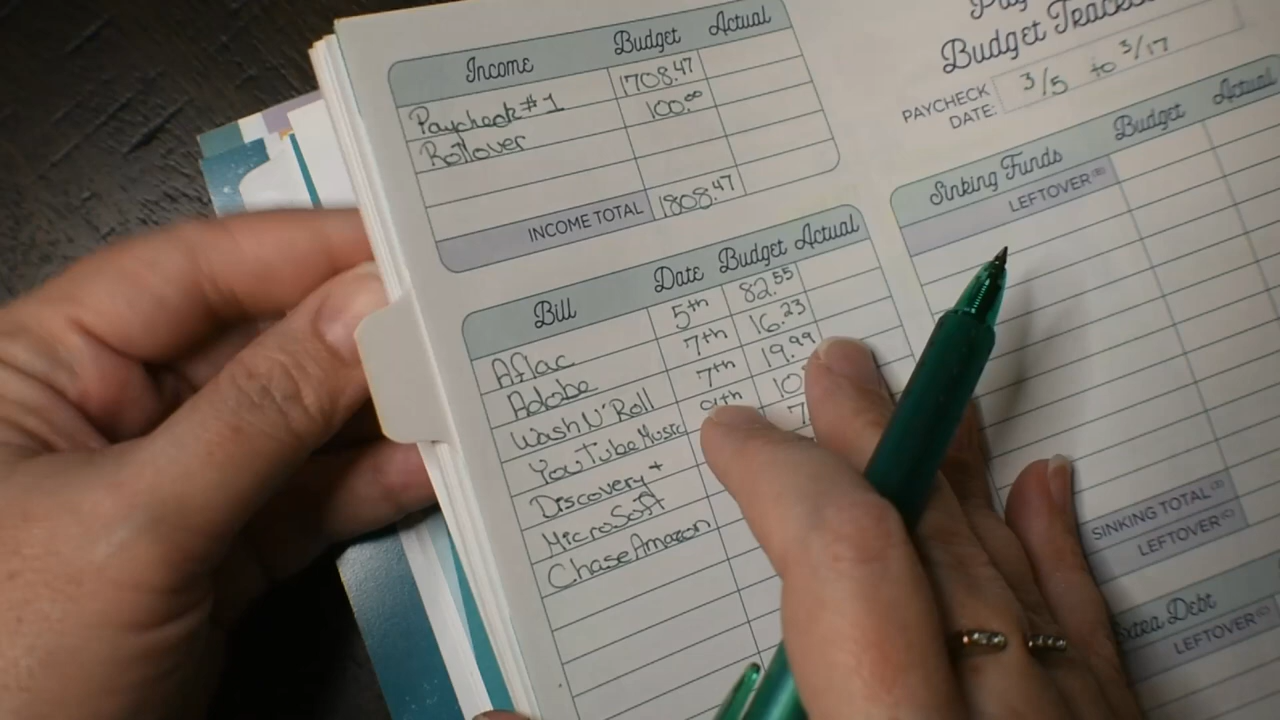 Income Budget Actual
Paycheck #1 1708.47
Rollover 100.00
INCOME TOTAL 1808.47
Bill Date Budget Actual
Aflac 5th 82.55
Adobe 7th 16.23
Wash N' Roll 7th 19.99
YouTube Music 10
Discovery + 7
MicroSoft
Chase Amazon
Budget
PAYCHECK DATE: 3/5 to 3/17
Sinking Funds Budget Actual
LEFTOVER (B)
SINKING TOTAL
LEFTOVER
Debt
LEFTOVER